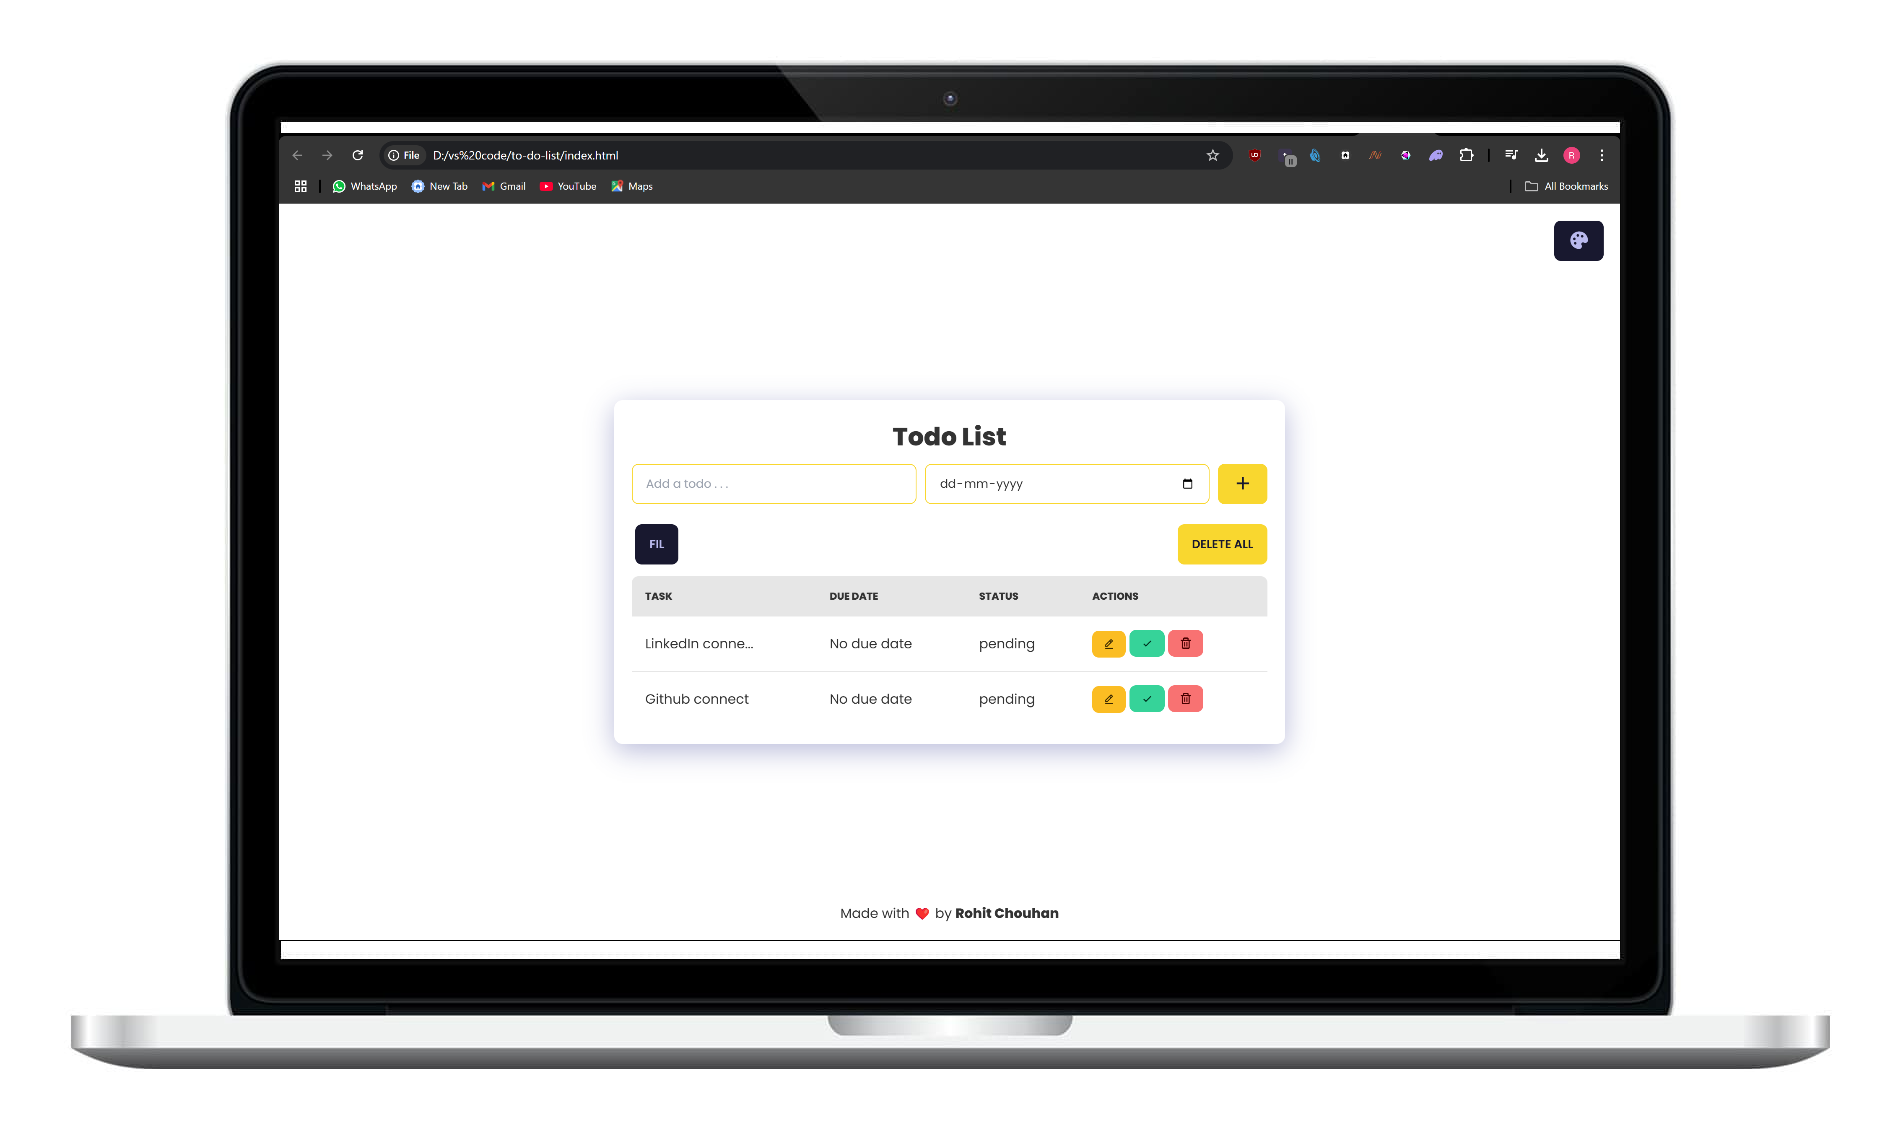 File D:/vs%20code/to-do-list/index.html
R
WhatsApp New Tab Gmail YouTube Maps All Bookmarks
Todo List
Add a todo . . . dd-mm-yyyy +
FIL DELETE ALL
TASK DUE DATE STATUS ACTIONS
LinkedIn conne... No due date pending
Github connect No due date pending
Made with ❤️ by Rohit Chouhan